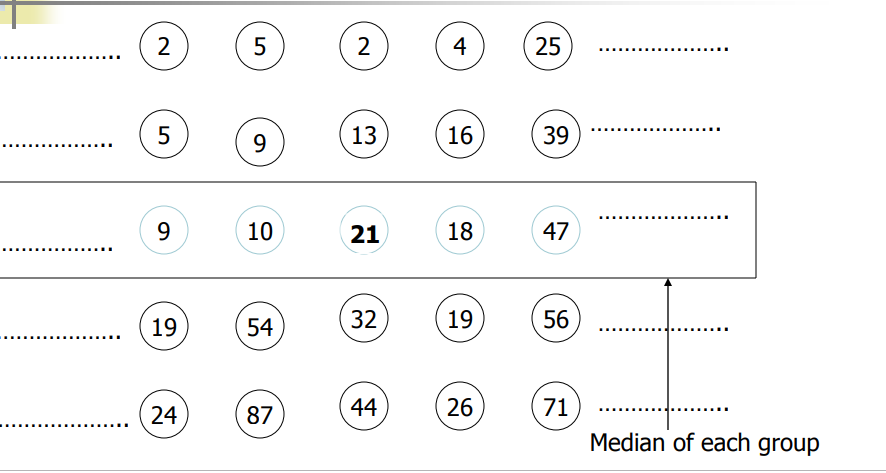 ……………….. 2 5 2 4 25 ………………..
……………….. 5 9 13 16 39 ………………..
……………….. 9 10 21 18 47 ………………..
……………….. 19 54 32 19 56 ………………..
……………….. 24 87 44 26 71 ………………..
Median of each group